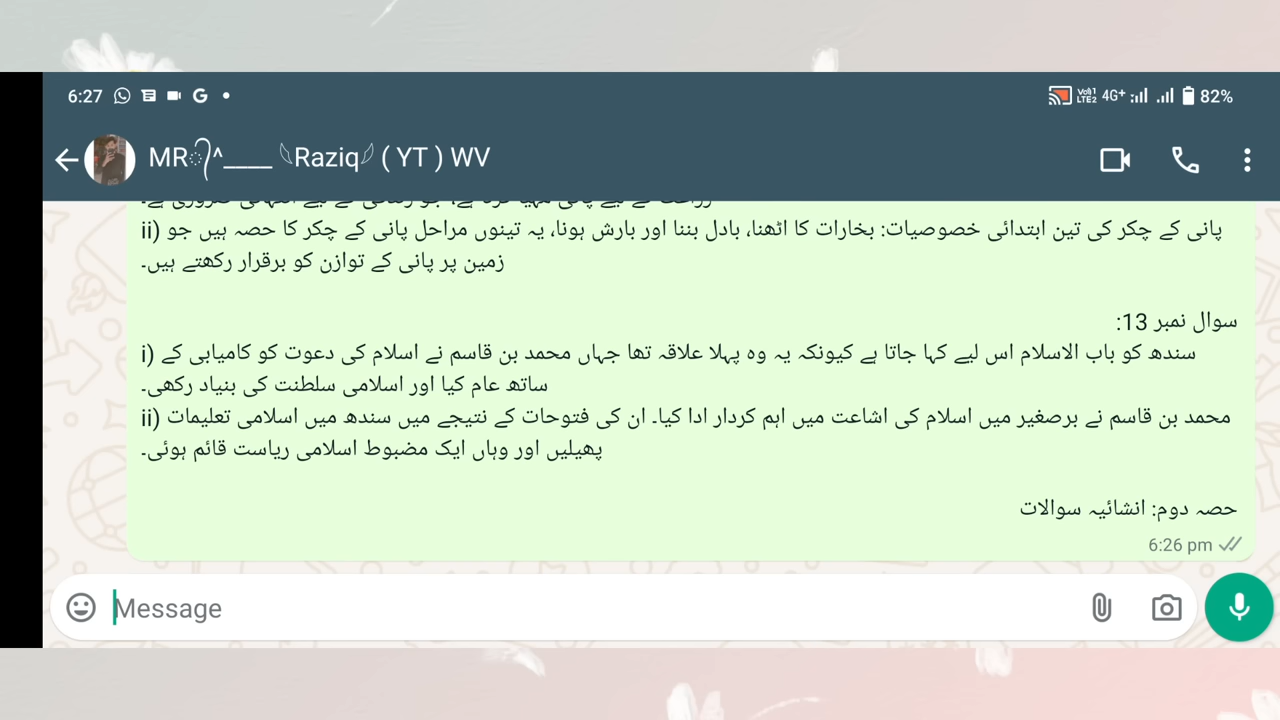 6:27
4G+ 82%
MR ^____ Raziq ( YT ) WV
ii) پانی کے چکر کی تین ابتدائی خصوصیات: بخارات کا اٹھنا، بادل بننا اور بارش ہونا، یہ تینوں مراحل پانی کے چکر کا حصہ ہیں جو
زمین پر پانی کے توازن کو برقرار رکھتے ہیں۔
سوال نمبر 13:
i) سندھ کو باب الاسلام اس لیے کہا جاتا ہے کیونکہ یہ وہ پہلا علاقہ تھا جہاں محمد بن قاسم نے اسلام کی دعوت کو کامیابی کے
ساتھ عام کیا اور اسلامی سلطنت کی بنیاد رکھی۔
ii) محمد بن قاسم نے برصغیر میں اسلام کی اشاعت میں اہم کردار ادا کیا۔ ان کی فتوحات کے نتیجے میں سندھ میں اسلامی تعلیمات
پھیلیں اور وہاں ایک مضبوط اسلامی ریاست قائم ہوئی۔
حصہ دوم: انشائیہ سوالات
6:26 pm
Message